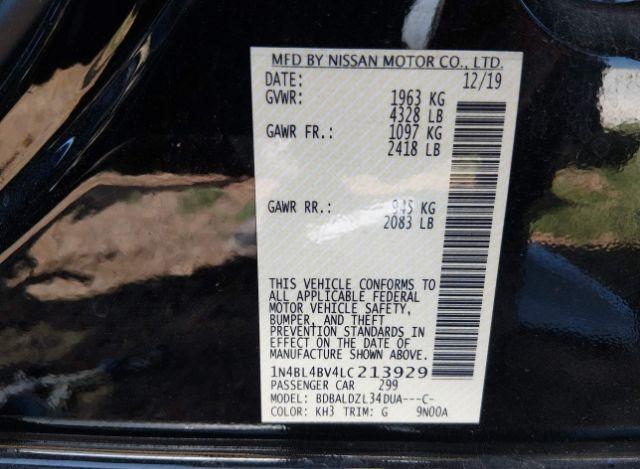 MFD BY NISSAN MOTOR CO., LTD.
DATE: 12/19
GVWR: 1963 KG
4328 LB
GAWR FR.: 1097 KG
2418 LB
GAWR RR.: 945 KG
2083 LB
THIS VEHICLE CONFORMS TO
ALL APPLICABLE FEDERAL
MOTOR VEHICLE SAFETY,
BUMPER, AND THEFT
PREVENTION STANDARDS IN
EFFECT ON THE DATE OF
MANUFACTURE SHOWN ABOVE.
1N4BL4BV4LC213929
PASSENGER CAR 299
MODEL: BDBALDZL34DUA---C-
COLOR: KH3 TRIM: G 9N00A